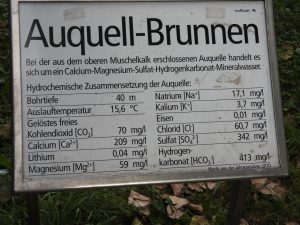 Auquell-Brunnen
Bei der aus dem oberen Muschelkalk erschlossenen Auquelle handelt es
sich um ein Calcium-Magnesium-Sulfat-Hydrogenkarbonat-Mineralwasser.
Hydrochemische Zusammensetzung der Auquelle:
Bohrtiefe 40 m
Auslauftemperatur 15,6 °C
Gelöstes freies
Kohlendioxid [CO₂] 70 mg/l
Calcium [Ca²⁺] 209 mg/l
Lithium 0,04 mg/l
Magnesium [Mg²⁺] 59 mg/l
Natrium [Na⁺] 17,1 mg/l
Kalium [K⁺] 3,7 mg/l
Eisen 0,01 mg/l
Chlorid [Cl⁻] 60,7 mg/l
Sulfat [SO₄²⁻] 342 mg/l
Hydrogen-
karbonat [HCO₃⁻] 413 mg/l